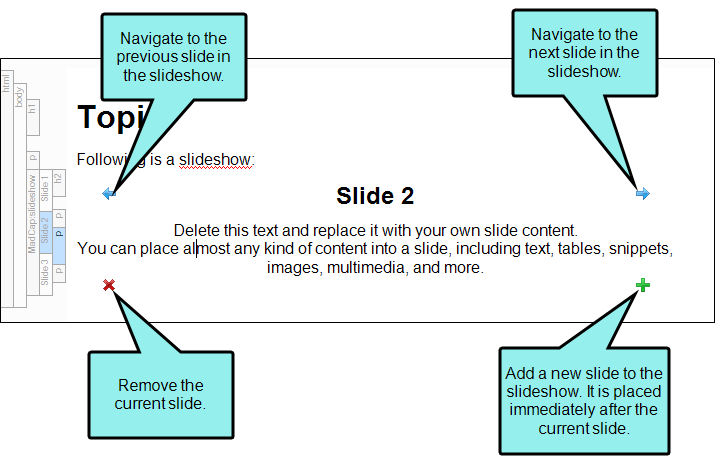 Navigate to the
previous slide in
the slideshow.
Navigate to the
next slide in the
slideshow.
html
body
h1
p
MadCap:slideshow
Slide 1
h2
Slide 2
p
p
Slide 3
p
Topi
Following is a slideshow:
Slide 2
Delete this text and replace it with your own slide content.
You can place almost any kind of content into a slide, including text, tables, snippets,
images, multimedia, and more.
Remove the
current slide.
Add a new slide to the
slideshow. It is placed
immediately after the
current slide.